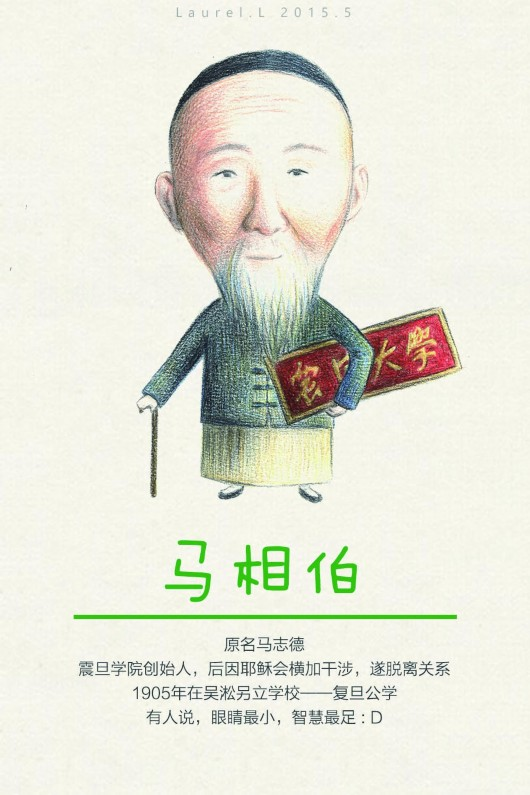 Laurel.L 2015.5
震旦大學
马相伯
原名马志德
震旦学院创始人，后因耶稣会横加干涉，遂脱离关系
1905年在吴淞另立学校——复旦公学
有人说，眼睛最小，智慧最足：D